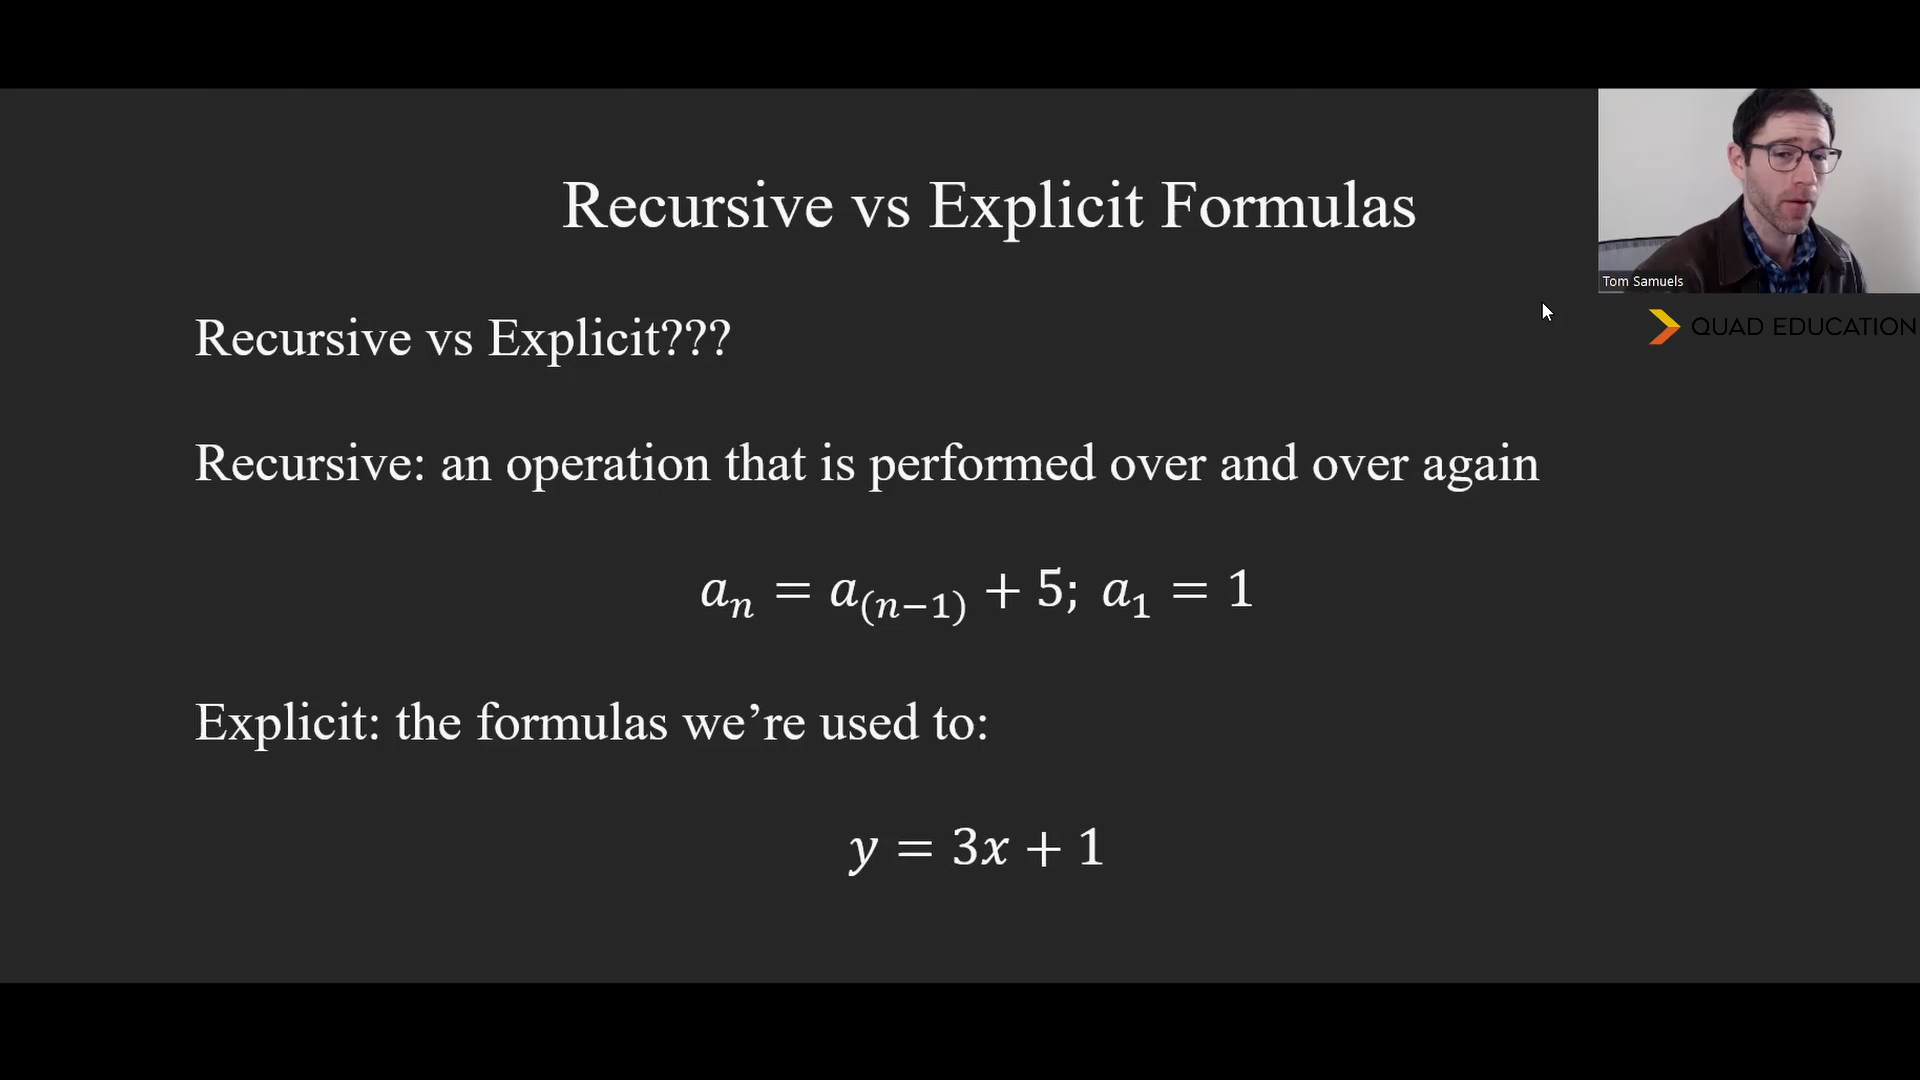 Recursive vs Explicit Formulas
Tom Samuels
QUAD EDUCATION
Recursive vs Explicit???
Recursive: an operation that is performed over and over again
aₙ = a₍ₙ₋₁₎ + 5; a₁ = 1
Explicit: the formulas we’re used to:
y = 3x + 1